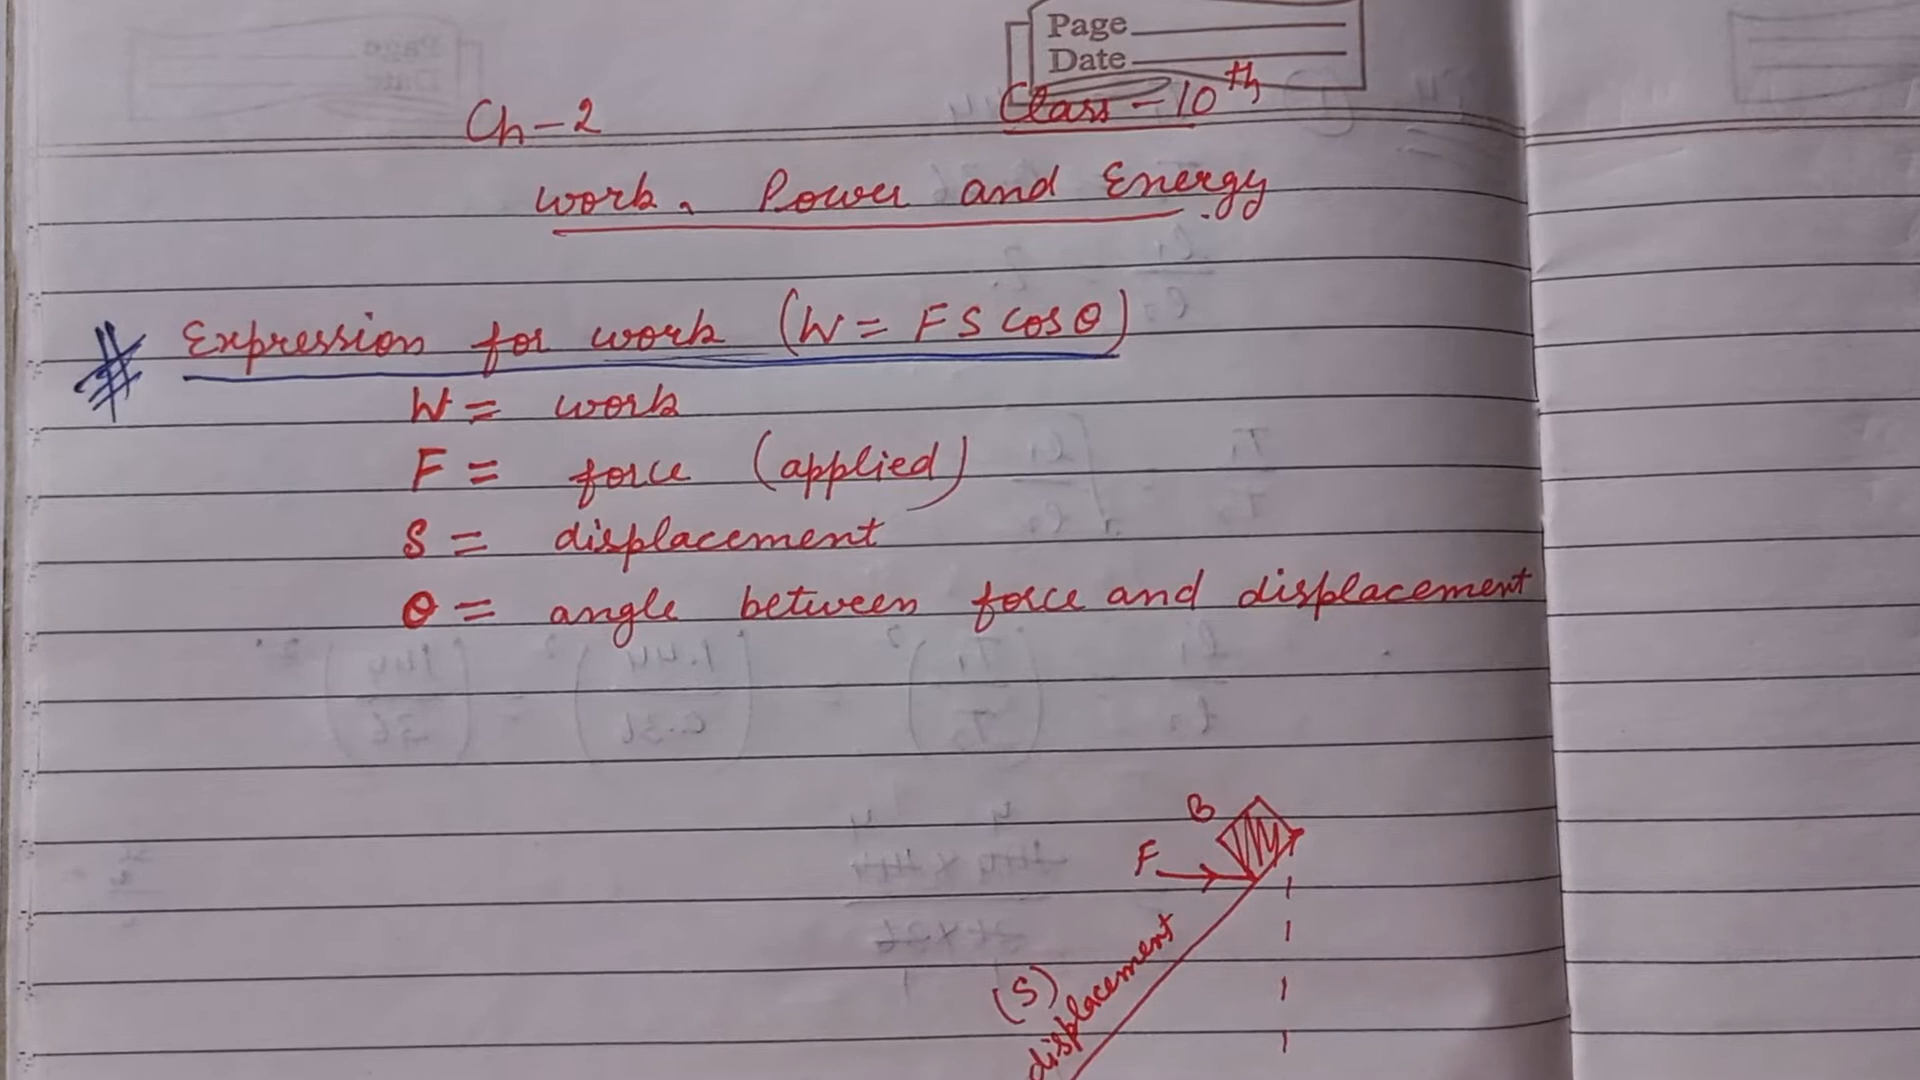 Page
Date
Ch-2 Class-10th
work, Power and Energy
# Expression for work (W = FS cosθ)
W = work
F = force (applied)
S = displacement
θ = angle between force and displacement
B
F
(S)
displacement